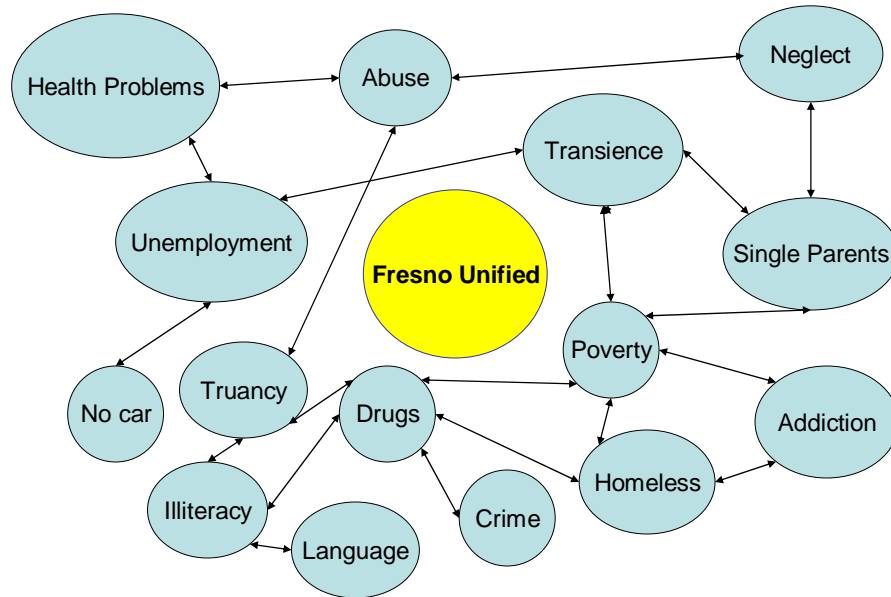 Neglect
Health Problems
Abuse
Transience
Unemployment
Single Parents
Fresno Unified
Poverty
Truancy
No car
Drugs
Addiction
Homeless
Illiteracy
Crime
Language